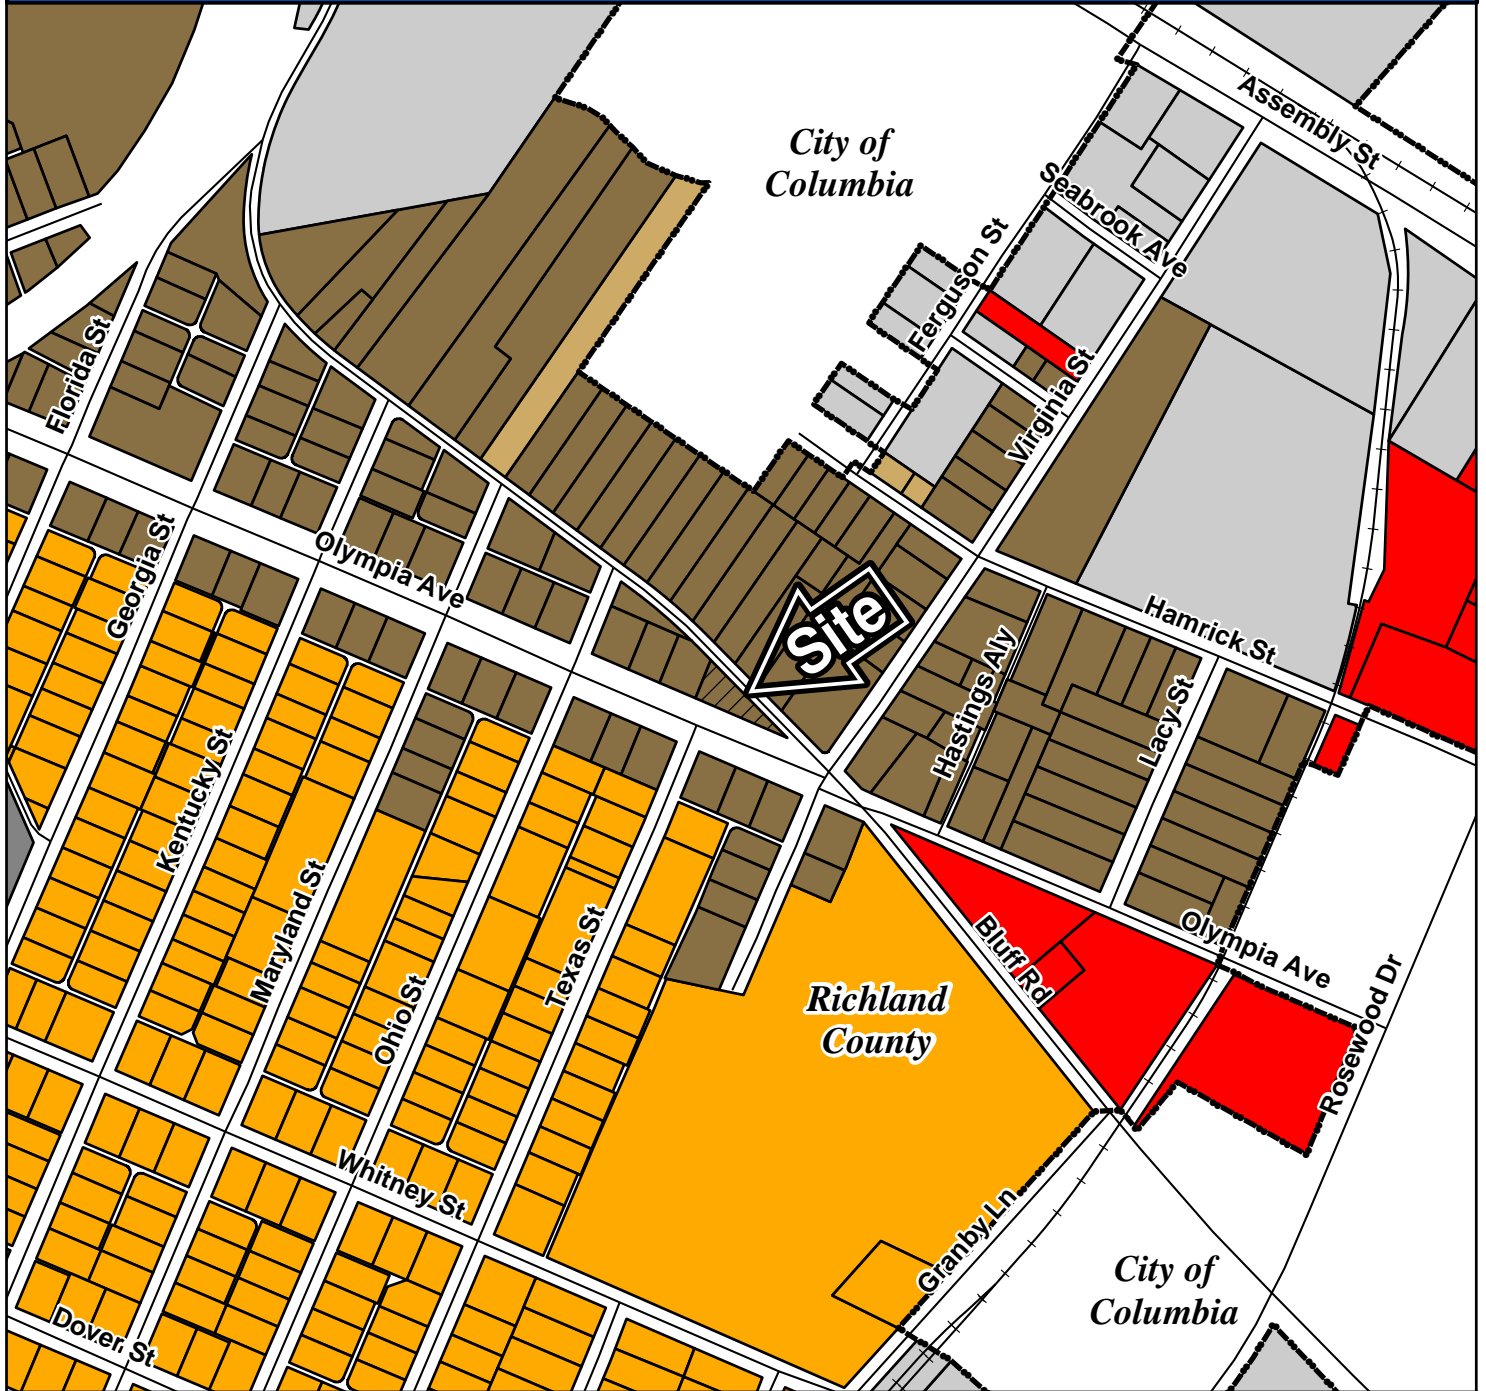 Assembly St
City of
Columbia
Seabrook Ave
Ferguson St
Florida St
Virginia St
Georgia St
Olympia Ave
Site
Hamrick St
Hastings Aly
Lacy St
Kentucky St
Maryland St
Texas St
Ohio St
Bluff Rd
Olympia Ave
Rosewood Dr
Richland
County
Whitney St
Granby Ln
City of
Columbia
Dover St